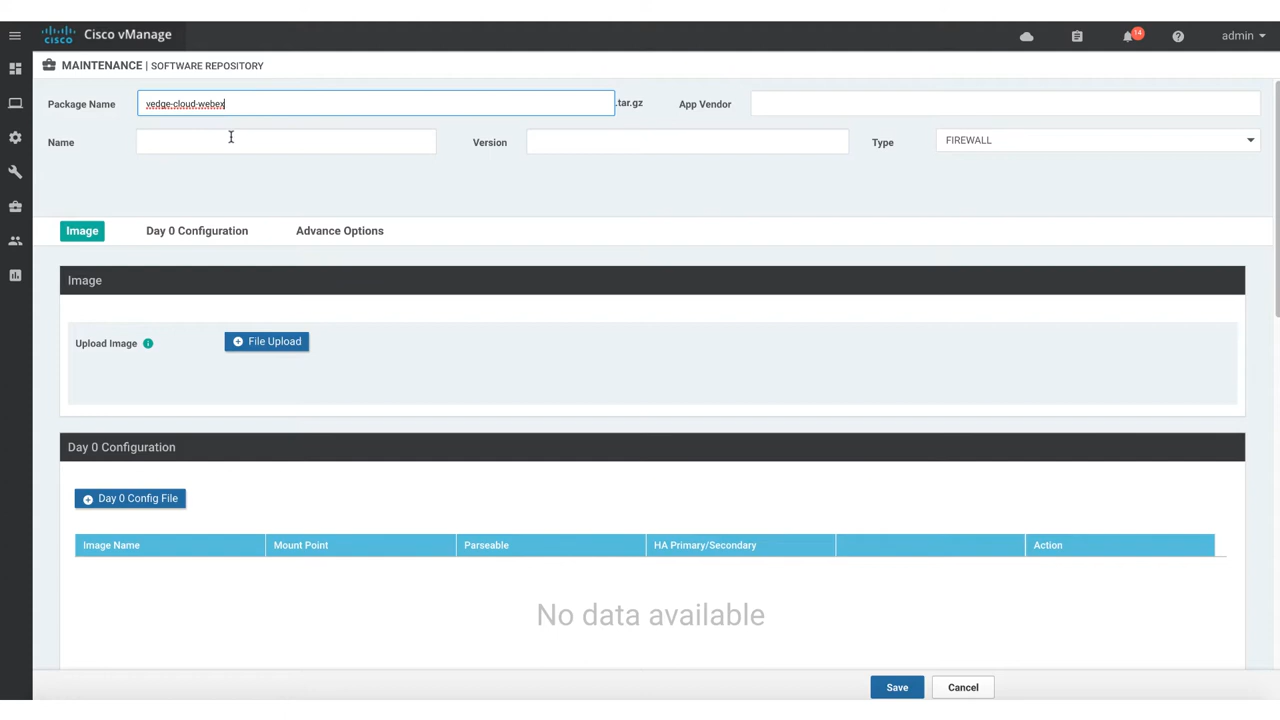 cisco Cisco vManage 14 admin
MAINTENANCE | SOFTWARE REPOSITORY
Package Name vedge-cloud-webex .tar.gz App Vendor
Name Version Type FIREWALL
Image Day 0 Configuration Advance Options
Image
Upload Image File Upload
Day 0 Configuration
Day 0 Config File
Image Name Mount Point Parseable HA Primary/Secondary Action
No data available
Save Cancel